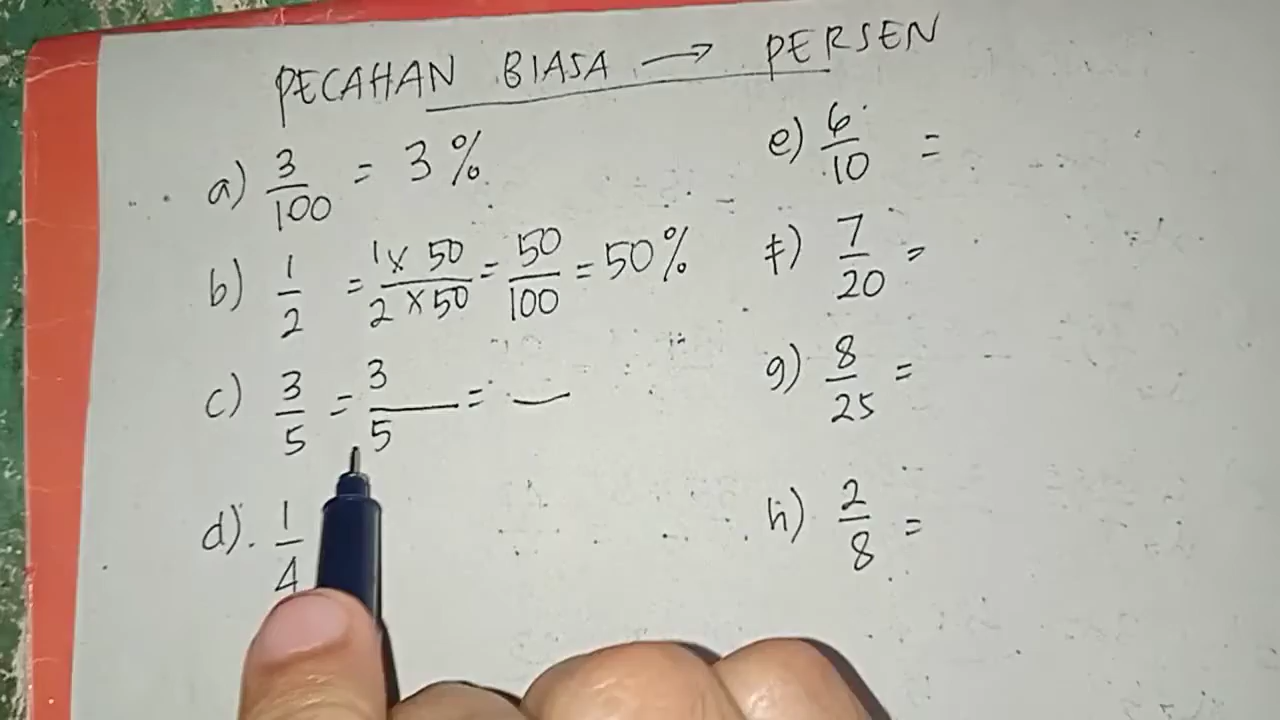 PECAHAN BIASA → PERSEN
a) 3/100 = 3%
b) 1/2 = 1 x 50/2 x 50 = 50/100 = 50%
c) 3/5 = 3/5 = —
d). 1/4
e) 6/10 =
f) 7/20 =
g) 8/25 =
h) 2/8 =